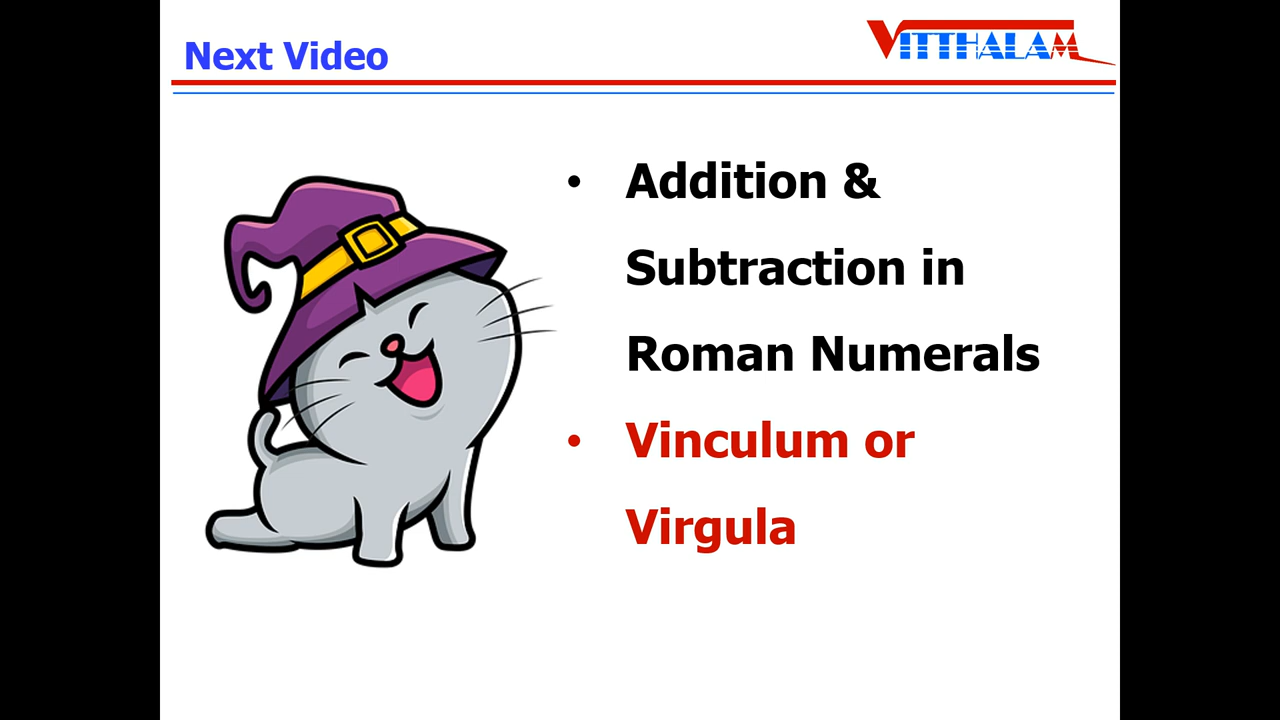 Next Video
VITTHALAM
• Addition &
Subtraction in
Roman Numerals
• Vinculum or
Virgula